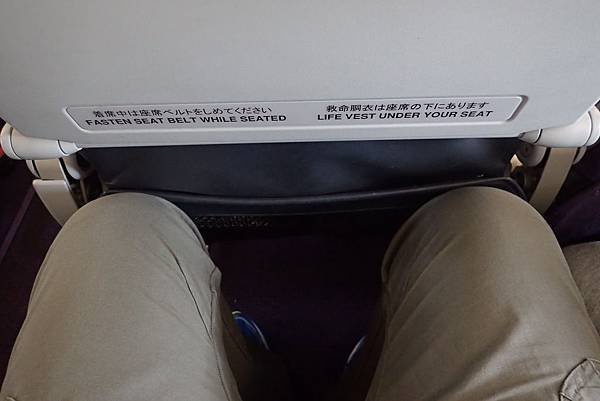 着席中は座席ベルトをしめてください
FASTEN SEAT BELT WHILE SEATED
救命胴衣は座席の下にあります
LIFE VEST UNDER YOUR SEAT